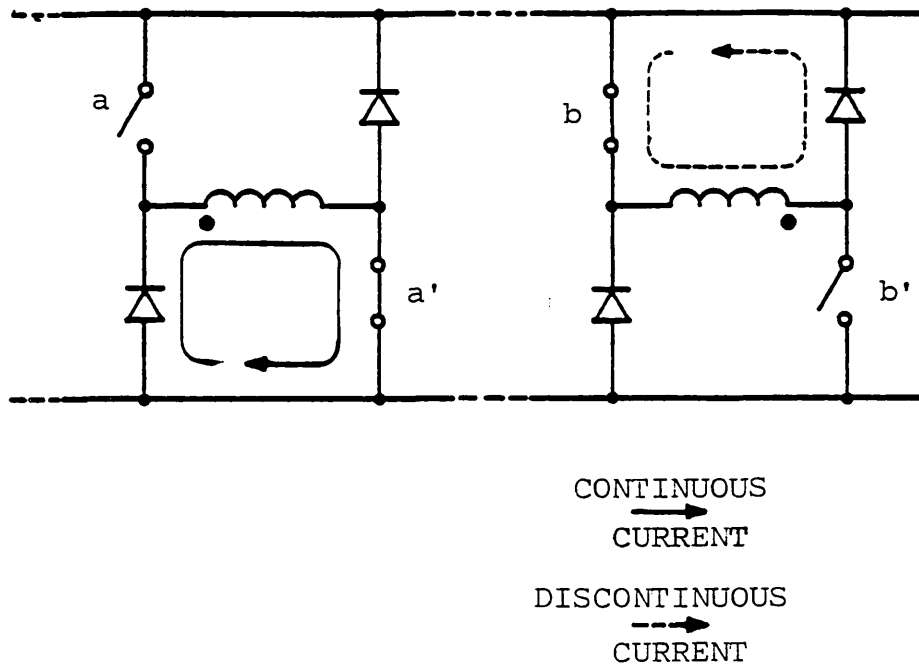 a
b
a'
b'
CONTINUOUS
CURRENT
DISCONTINUOUS
CURRENT